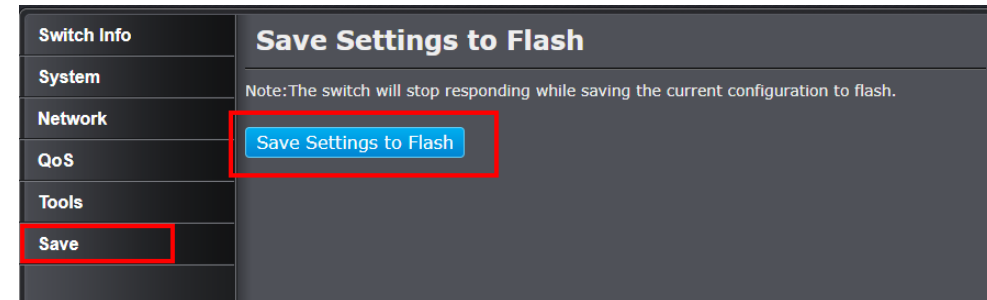 Switch Info
System
Network
QoS
Tools
Save
Save Settings to Flash
Note:The switch will stop responding while saving the current configuration to flash.
Save Settings to Flash